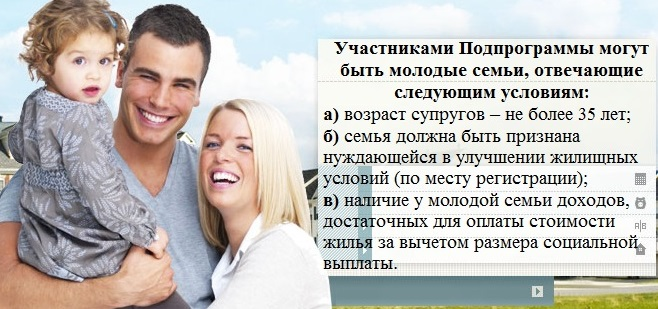 Участниками Подпрограммы могут
быть молодые семьи, отвечающие
следующим условиям:
а) возраст супругов – не более 35 лет;
б) семья должна быть признана
нуждающейся в улучшении жилищных
условий (по месту регистрации);
в) наличие у молодой семьи доходов,
достаточных для оплаты стоимости
жилья за вычетом размера социальной
выплаты.